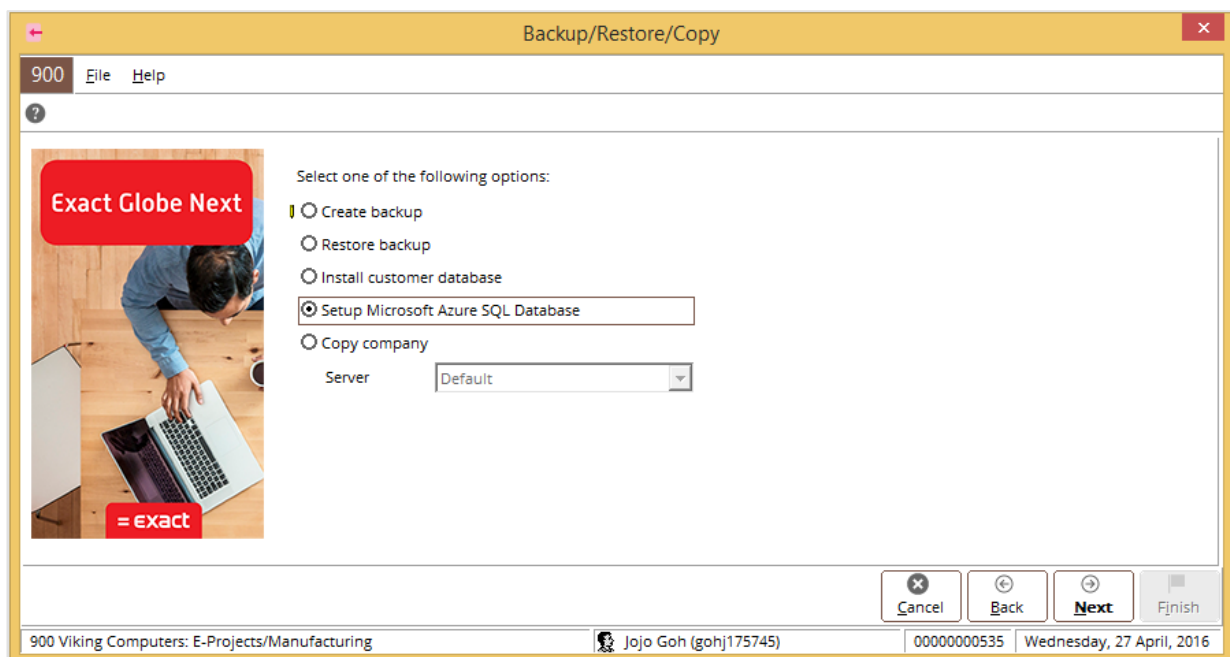 Backup/Restore/Copy
900 File Help
Exact Globe Next
= exact
Select one of the following options:
Create backup
Restore backup
Install customer database
Setup Microsoft Azure SQL Database
Copy company
Server Default
Cancel Back Next Finish
900 Viking Computers: E-Projects/Manufacturing Jojo Goh (gohj175745) 00000000535 Wednesday, 27 April, 2016